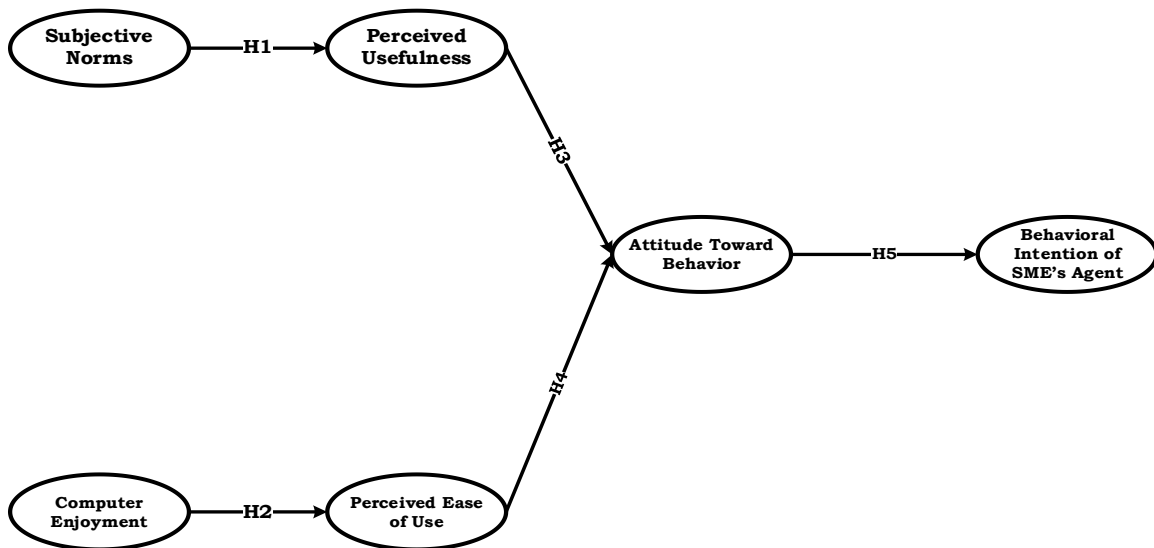 Subjective
Norms
H1
Perceived
Usefulness
H3
Attitude Toward
Behavior
H5
Behavioral
Intention of
SME's Agent
H4
Computer
Enjoyment
H2
Perceived Ease
of Use